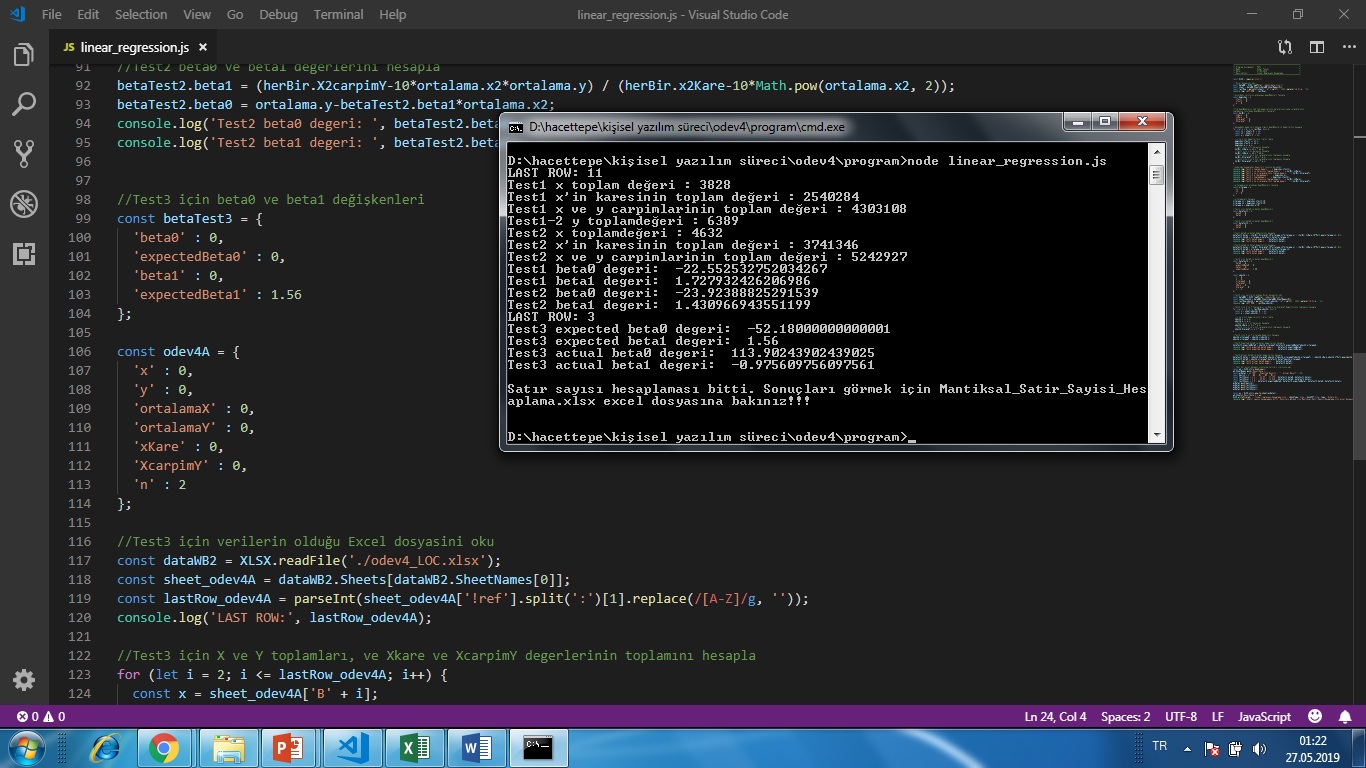 File Edit Selection View Go Debug Terminal Help
linear_regression.js - Visual Studio Code
JS linear_regression.js ×
91 //Test2 beta0 ve beta1 değerlerini hesapla
92 betaTest2.beta1 = (herBir.X2carpimY-10*ortalama.x2*ortalama.y) / (herBir.x2Kare-10*Math.pow(ortalama.x2, 2));
93 betaTest2.beta0 = ortalama.y-betaTest2.beta1*ortalama.x2;
94 console.log('Test2 beta0 degeri: ', betaTest2.beta
95 console.log('Test2 beta1 degeri: ', betaTest2.beta
96
97
98 //Test3 için beta0 ve beta1 değişkenleri
99 const betaTest3 = {
100 'beta0' : 0,
101 'expectedBeta0' : 0,
102 'beta1' : 0,
103 'expectedBeta1' : 1.56
104 };
105
106 const odev4A = {
107 'x' : 0,
108 'y' : 0,
109 'ortalamaX' : 0,
110 'ortalamaY' : 0,
111 'xKare' : 0,
112 'XcarpimY' : 0,
113 'n' : 2
114 };
115
116 //Test3 için verilerin olduğu Excel dosyasini oku
117 const dataWB2 = XLSX.readFile('./odev4_LOC.xlsx');
118 const sheet_odev4A = dataWB2.Sheets[dataWB2.SheetNames[0]];
119 const lastRow_odev4A = parseInt(sheet_odev4A['!ref'].split(':')[1].replace(/[A-Z]/g, ''));
120 console.log('LAST ROW:', lastRow_odev4A);
121
122 //Test3 için X ve Y toplamları, ve Xkare ve XcarpimY degerlerinin toplamını hesapla
123 for (let i = 2; i <= lastRow_odev4A; i++) {
124 const x = sheet_odev4A['B' + i];
D:\hacettepe\kişisel yazılım süreci\odev4\program\cmd.exe
D:\hacettepe\kişisel yazılım süreci\odev4\program>node linear_regression.js
LAST ROW: 11
Test1 x toplam değeri : 3828
Test1 x'in karesinin toplam değeri : 2540284
Test1 x ve y carpimlarinin toplam değeri : 4303108
Test1-2 y toplamdeğeri : 6389
Test2 x toplamdeğeri : 4632
Test2 x'in karesinin toplam değeri : 3741346
Test2 x ve y carpimlarinin toplam değeri : 5242927
Test1 beta0 degeri:  -22.552532752034267
Test1 beta1 degeri:  1.727932426206986
Test2 beta0 degeri:  -23.92388825291539
Test2 beta1 degeri:  1.430966943551199
LAST ROW: 3
Test3 expected beta0 degeri:  -52.18000000000001
Test3 expected beta1 degeri:  1.56
Test3 actual beta0 degeri:  113.90243902439025
Test3 actual beta1 degeri:  -0.975609756097561
Satır sayısı hesaplaması bitti. Sonuçları görmek için Mantiksal_Satir_Sayisi_Hes
aplama.xlsx excel dosyasına bakınız!!!
D:\hacettepe\kişisel yazılım süreci\odev4\program>_
0 0
Ln 24, Col 4 Spaces: 2 UTF-8 LF JavaScript
TR
01:22
27.05.2019